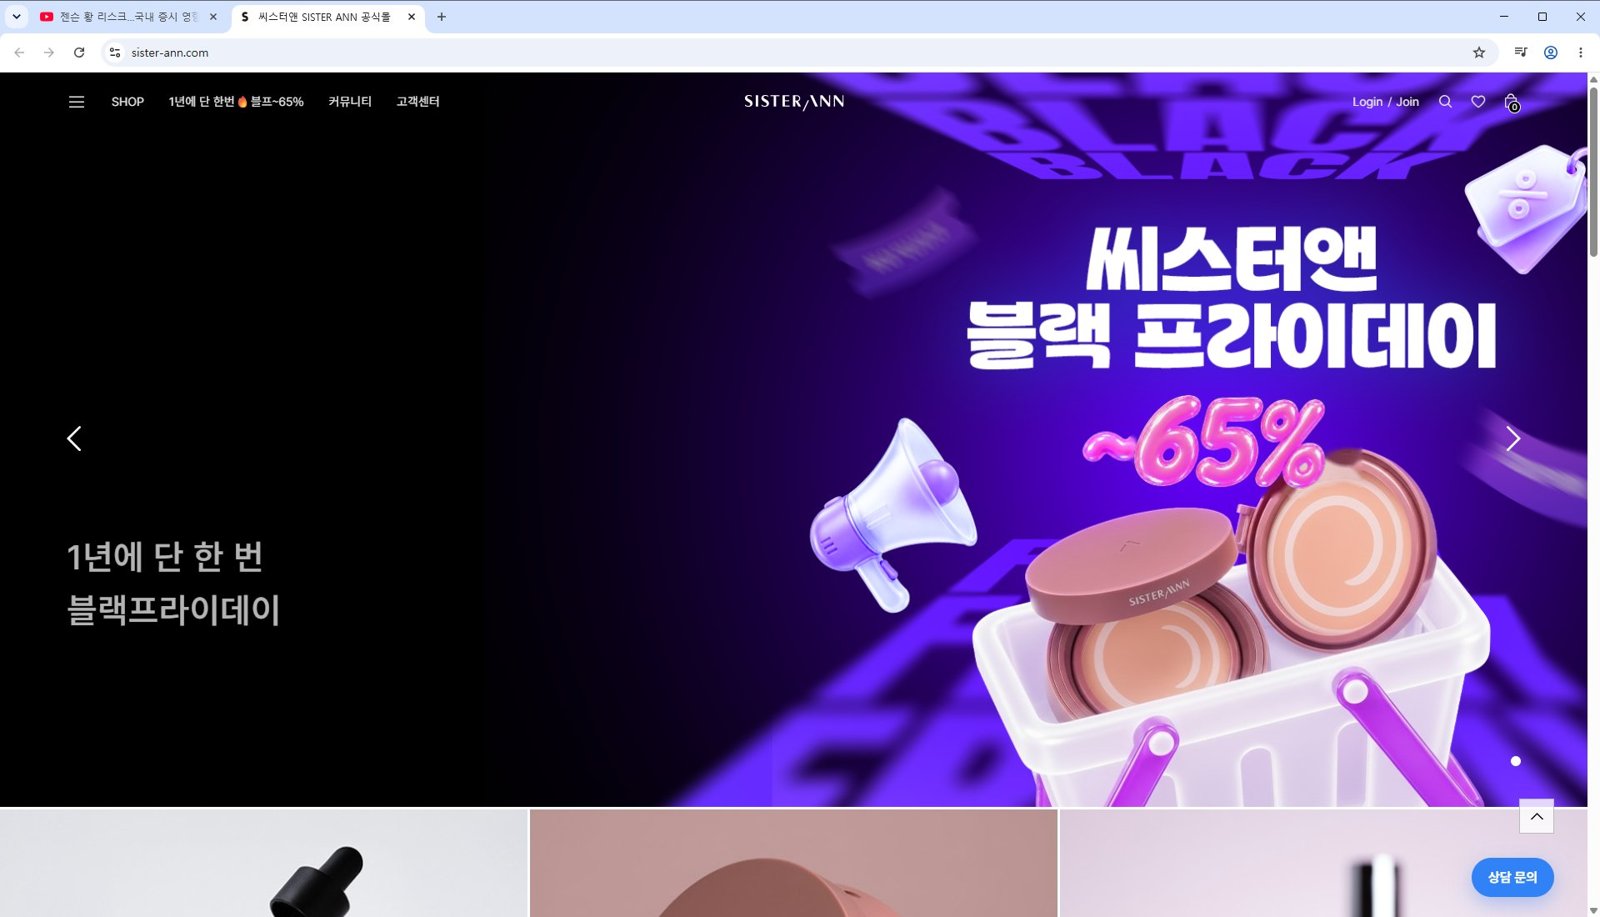 젠슨 황 리스크...국내 증시 영향
씨스터앤 SISTER ANN 공식몰
sister-ann.com
SHOP 1년에 단 한번🔥블프~65% 커뮤니티 고객센터
SISTER/ANN
Login / Join
0
BLACK
BLACK
BLACK
씨스터앤
블랙 프라이데이
~65%
1년에 단 한 번
블랙프라이데이
SISTER/ANN
상담 문의